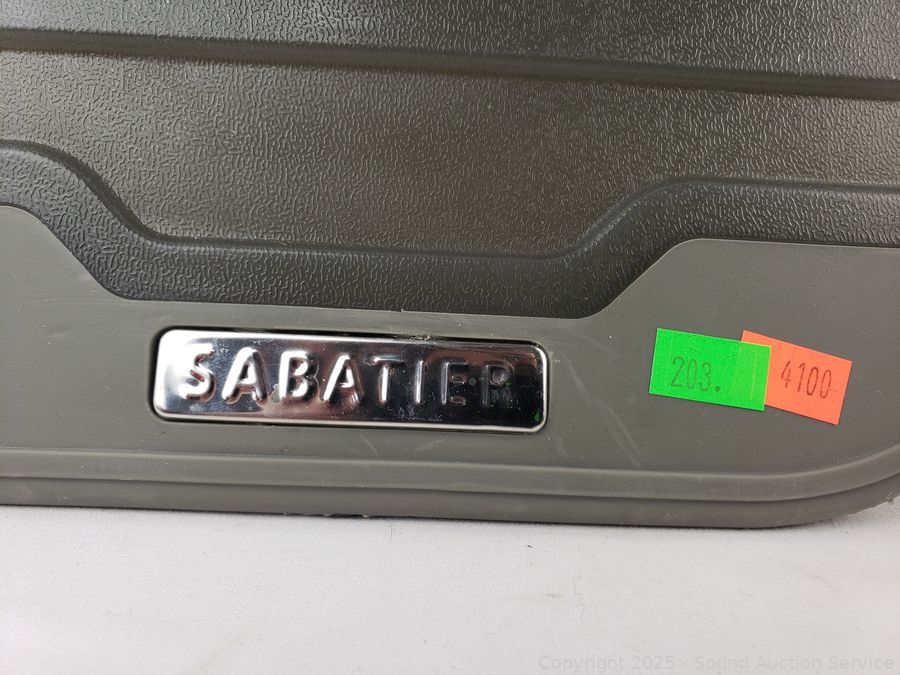 SABATIER
203.
4100
Copyright 2025 - Sound Auction Service